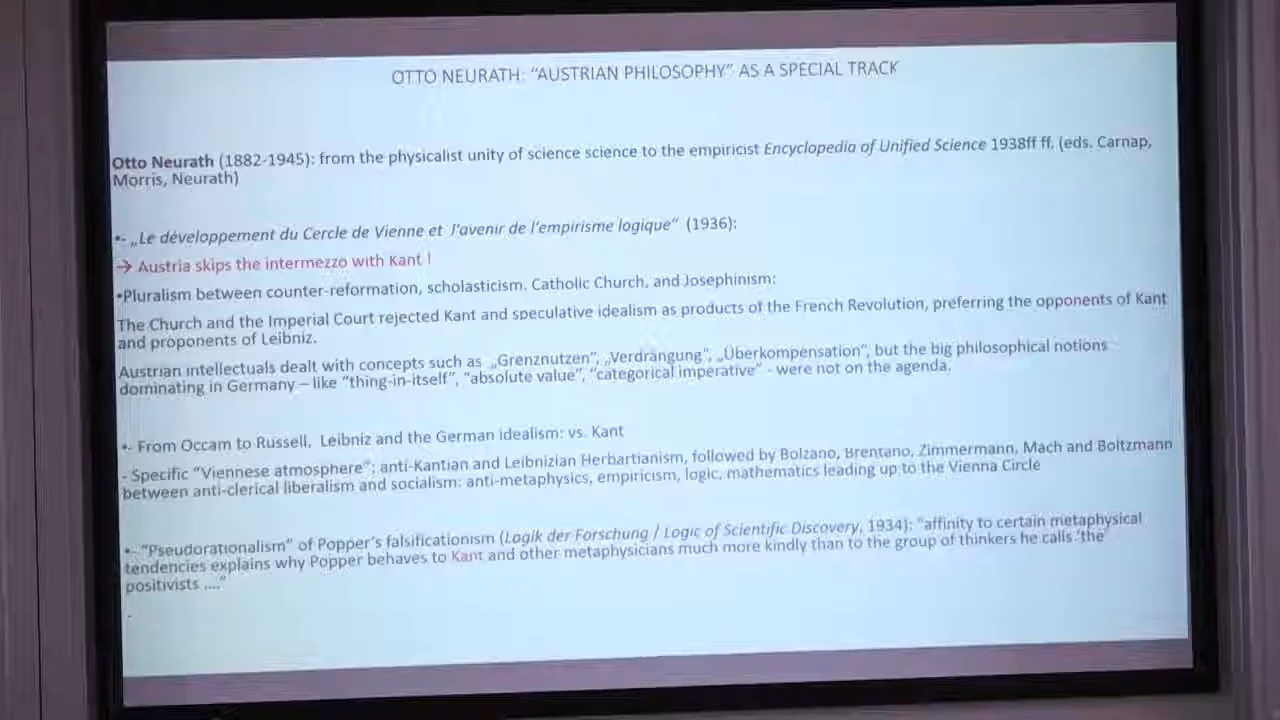 OTTO NEURATH: "AUSTRIAN PHILOSOPHY" AS A SPECIAL TRACK
Otto Neurath (1882-1945): from the physicalist unity of science science to the empiricist Encyclopedia of Unified Science 1938ff ff. (eds. Carnap,
Morris, Neurath)
•- „Le développement du Cercle de Vienne et l'avenir de l'empirisme logique“ (1936):
→ Austria skips the intermezzo with Kant !
•Pluralism between counter-reformation, scholasticism, Catholic Church, and Josephinism:
The Church and the Imperial Court rejected Kant and speculative idealism as products of the French Revolution, preferring the opponents of Kant
and proponents of Leibniz.
Austrian intellectuals dealt with concepts such as „Grenznutzen", „Verdrängung", „Überkompensation", but the big philosophical notions
dominating in Germany – like "thing-in-itself", "absolute value", "categorical imperative" - were not on the agenda.
•- From Occam to Russell, Leibniz and the German idealism: vs. Kant
- Specific "Viennese atmosphere": anti-Kantian and Leibnizian Herbartianism, followed by Bolzano, Brentano, Zimmermann, Mach and Boltzmann
between anti-clerical liberalism and socialism: anti-metaphysics, empiricism, logic, mathematics leading up to the Vienna Circle
•- "Pseudorationalism" of Popper's falsificationism (Logik der Forschung / Logic of Scientific Discovery, 1934): "affinity to certain metaphysical
tendencies explains why Popper behaves to Kant and other metaphysicians much more kindly than to the group of thinkers he calls 'the'
positivists ...."
-